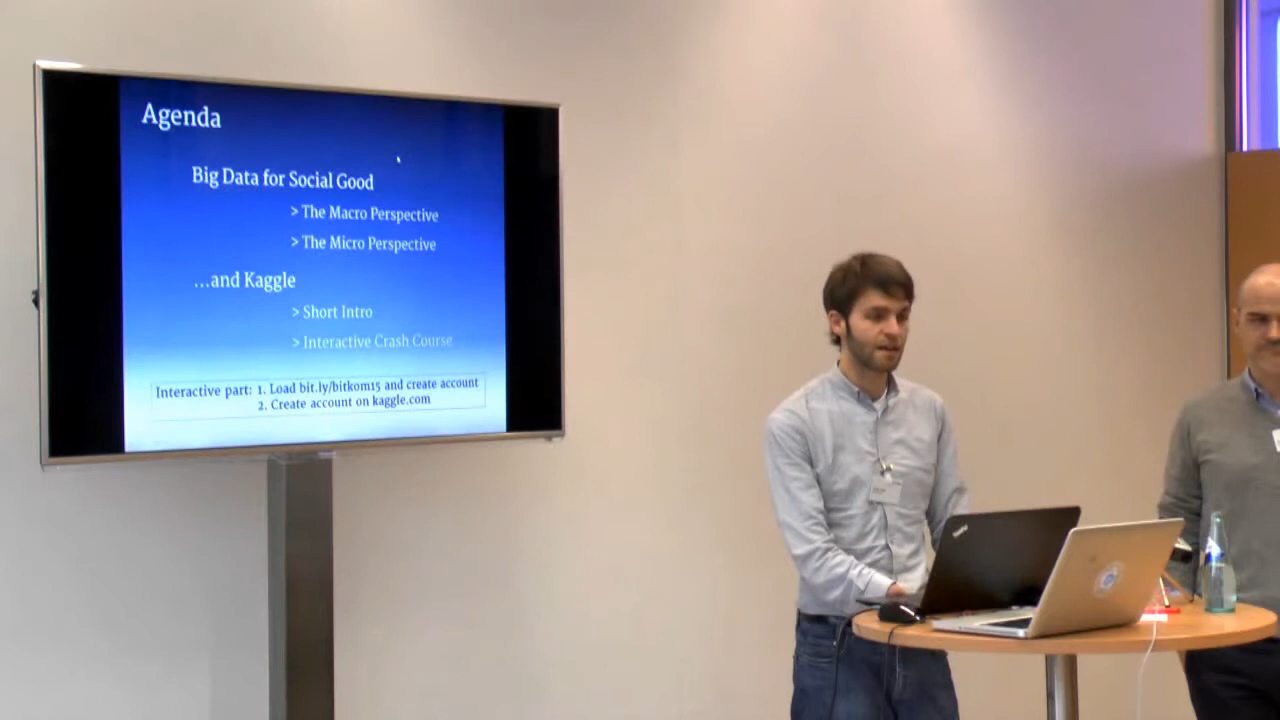 Agenda
Big Data for Social Good
> The Macro Perspective
> The Micro Perspective
...and Kaggle
> Short Intro
> Interactive Crash Course
Interactive part: 1. Load bit.ly/bitkom15 and create account
2. Create account on kaggle.com
ThinkPad